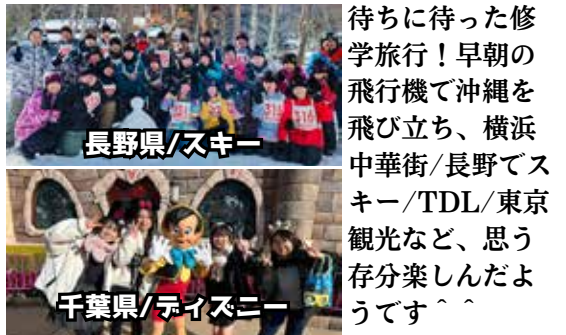 長野県/スキー
千葉県/ディズニー
待ちに待った修
学旅行！早朝の
飛行機で沖縄を
飛び立ち、横浜
中華街/長野でス
キー/TDL/東京
観光など、思う
存分楽しんだよ
うです＾＾